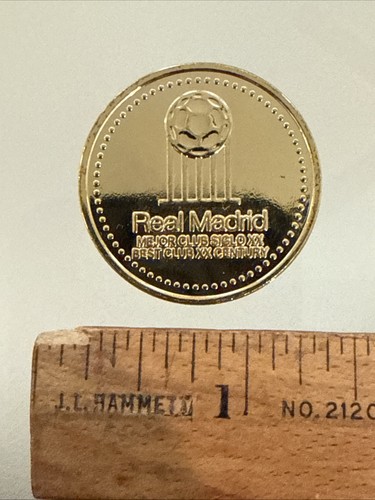 Real Madrid
MEJOR CLUB SIGLO XX
BEST CLUB XX CENTURY
J.L. HAMMETT 1 NO. 2120